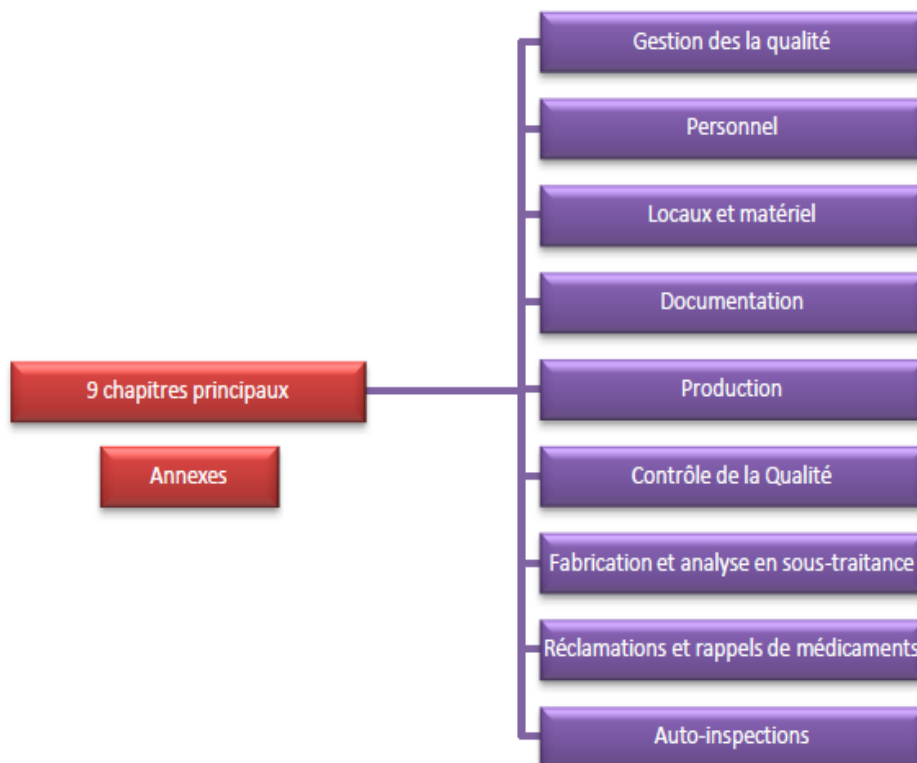 Gestion des la qualité
Personnel
Locaux et matériel
Documentation
9 chapitres principaux
Production
Annexes
Contrôle de la Qualité
Fabrication et analyse en sous-traitance
Réclamations et rappels de médicaments
Auto-inspections